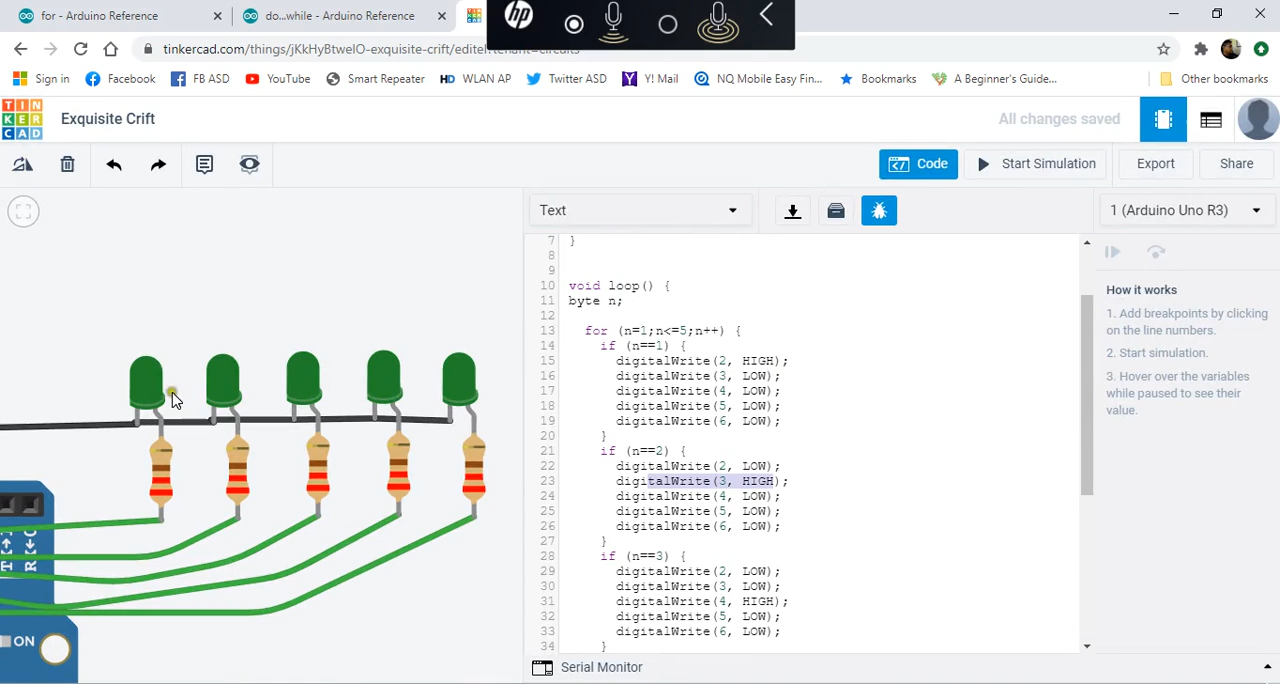 for - Arduino Reference
do...while - Arduino Reference
hp
tinkercad.com/things/jKkHyBtwelO-exquisite-crift/editel?tenant=circuits
Sign in
Facebook
FB ASD
YouTube
Smart Repeater
HD WLAN AP
Twitter ASD
Y! Mail
NQ Mobile Easy Fin...
Bookmarks
A Beginner's Guide...
Other bookmarks
TIN
KER
CAD
Exquisite Crift
All changes saved
Code
Start Simulation
Export
Share
Text
1 (Arduino Uno R3)
7 }
8
9
10 void loop() {
11 byte n;
12
13 for (n=1;n<=5;n++) {
14 if (n==1) {
15 digitalWrite(2, HIGH);
16 digitalWrite(3, LOW);
17 digitalWrite(4, LOW);
18 digitalWrite(5, LOW);
19 digitalWrite(6, LOW);
20 }
21 if (n==2) {
22 digitalWrite(2, LOW);
23 digitalWrite(3, HIGH);
24 digitalWrite(4, LOW);
25 digitalWrite(5, LOW);
26 digitalWrite(6, LOW);
27 }
28 if (n==3) {
29 digitalWrite(2, LOW);
30 digitalWrite(3, LOW);
31 digitalWrite(4, HIGH);
32 digitalWrite(5, LOW);
33 digitalWrite(6, LOW);
34 }
How it works
1. Add breakpoints by clicking
on the line numbers.
2. Start simulation.
3. Hover over the variables
while paused to see their
value.
ON
Serial Monitor